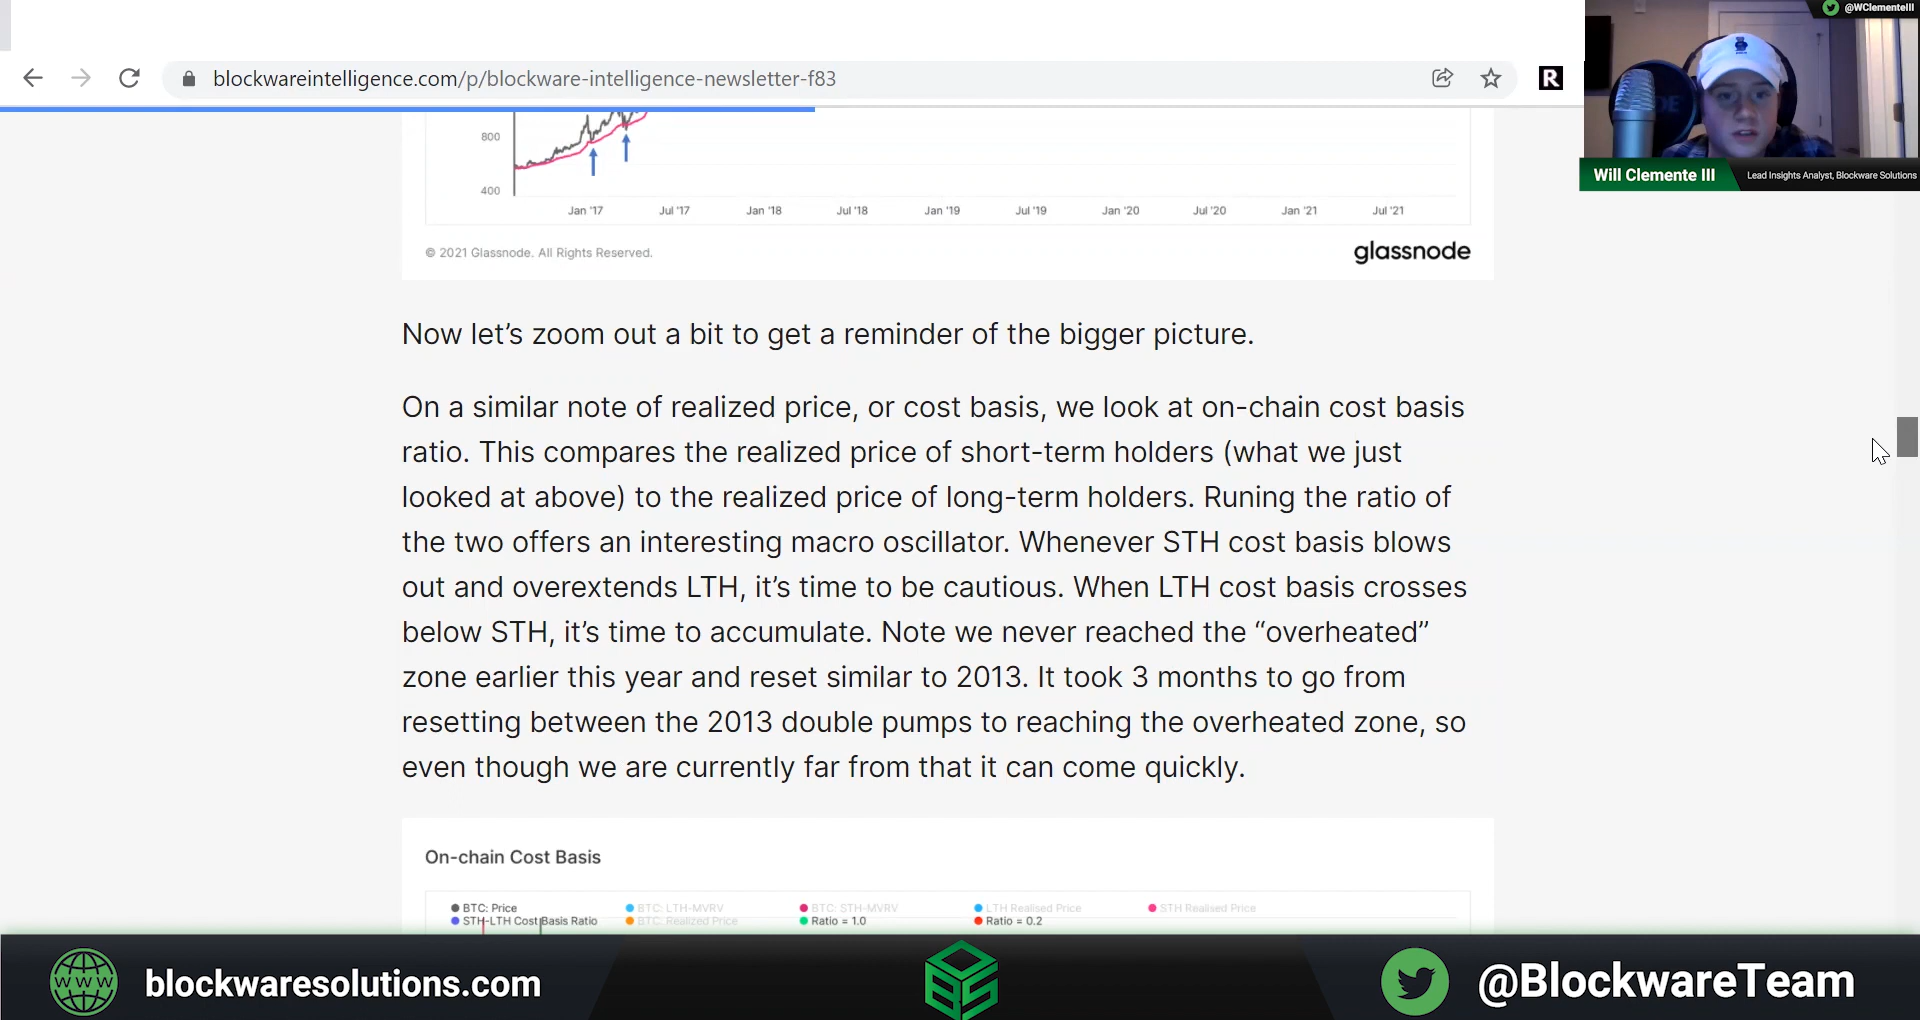 @WClementeIII
blockwareintelligence.com/p/blockware-intelligence-newsletter-f83
R
Will Clemente III
Lead Insights Analyst, Blockware Solutions
800
400
Jan '17 Jul '17 Jan '18 Jul '18 Jan '19 Jul '19 Jan '20 Jul '20 Jan '21 Jul '21
© 2021 Glassnode. All Rights Reserved.
glassnode
Now let’s zoom out a bit to get a reminder of the bigger picture.
On a similar note of realized price, or cost basis, we look at on-chain cost basis
ratio. This compares the realized price of short-term holders (what we just
looked at above) to the realized price of long-term holders. Runing the ratio of
the two offers an interesting macro oscillator. Whenever STH cost basis blows
out and overextends LTH, it’s time to be cautious. When LTH cost basis crosses
below STH, it’s time to accumulate. Note we never reached the “overheated”
zone earlier this year and reset similar to 2013. It took 3 months to go from
resetting between the 2013 double pumps to reaching the overheated zone, so
even though we are currently far from that it can come quickly.
On-chain Cost Basis
BTC: Price BTC: LTH-MVRV BTC: STH-MVRV LTH Realised Price STH Realised Price
STH-LTH Cost Basis Ratio BTC: Realized Price Ratio = 1.0 Ratio = 0.2
WWW
blockwaresolutions.com
BS
@BlockwareTeam